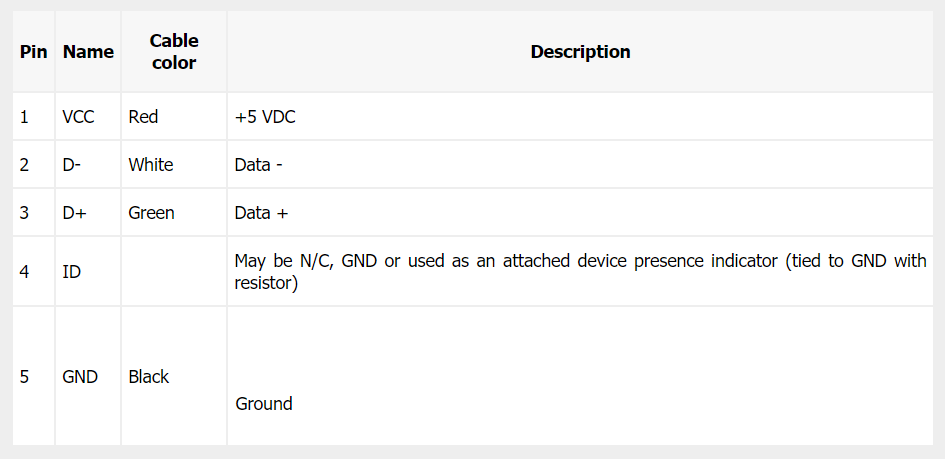 Pin Name Cable color Description
1 VCC Red +5 VDC
2 D- White Data -
3 D+ Green Data +
4 ID May be N/C, GND or used as an attached device presence indicator (tied to GND with
resistor)
5 GND Black Ground